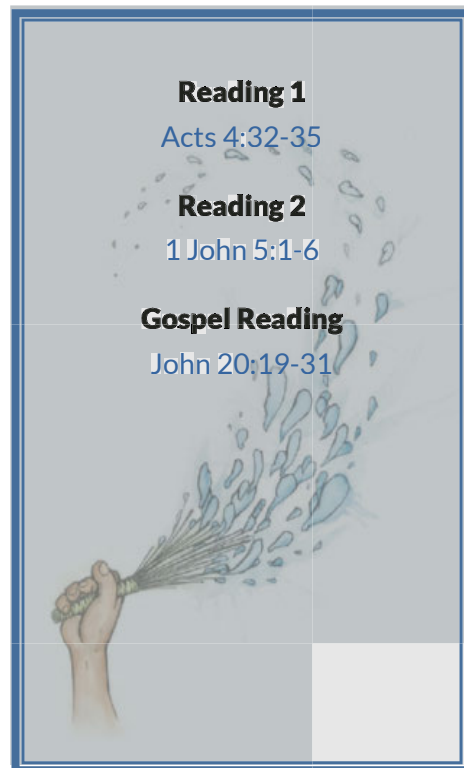 Reading 1
Acts 4:32-35
Reading 2
1 John 5:1-6
Gospel Reading
John 20:19-31